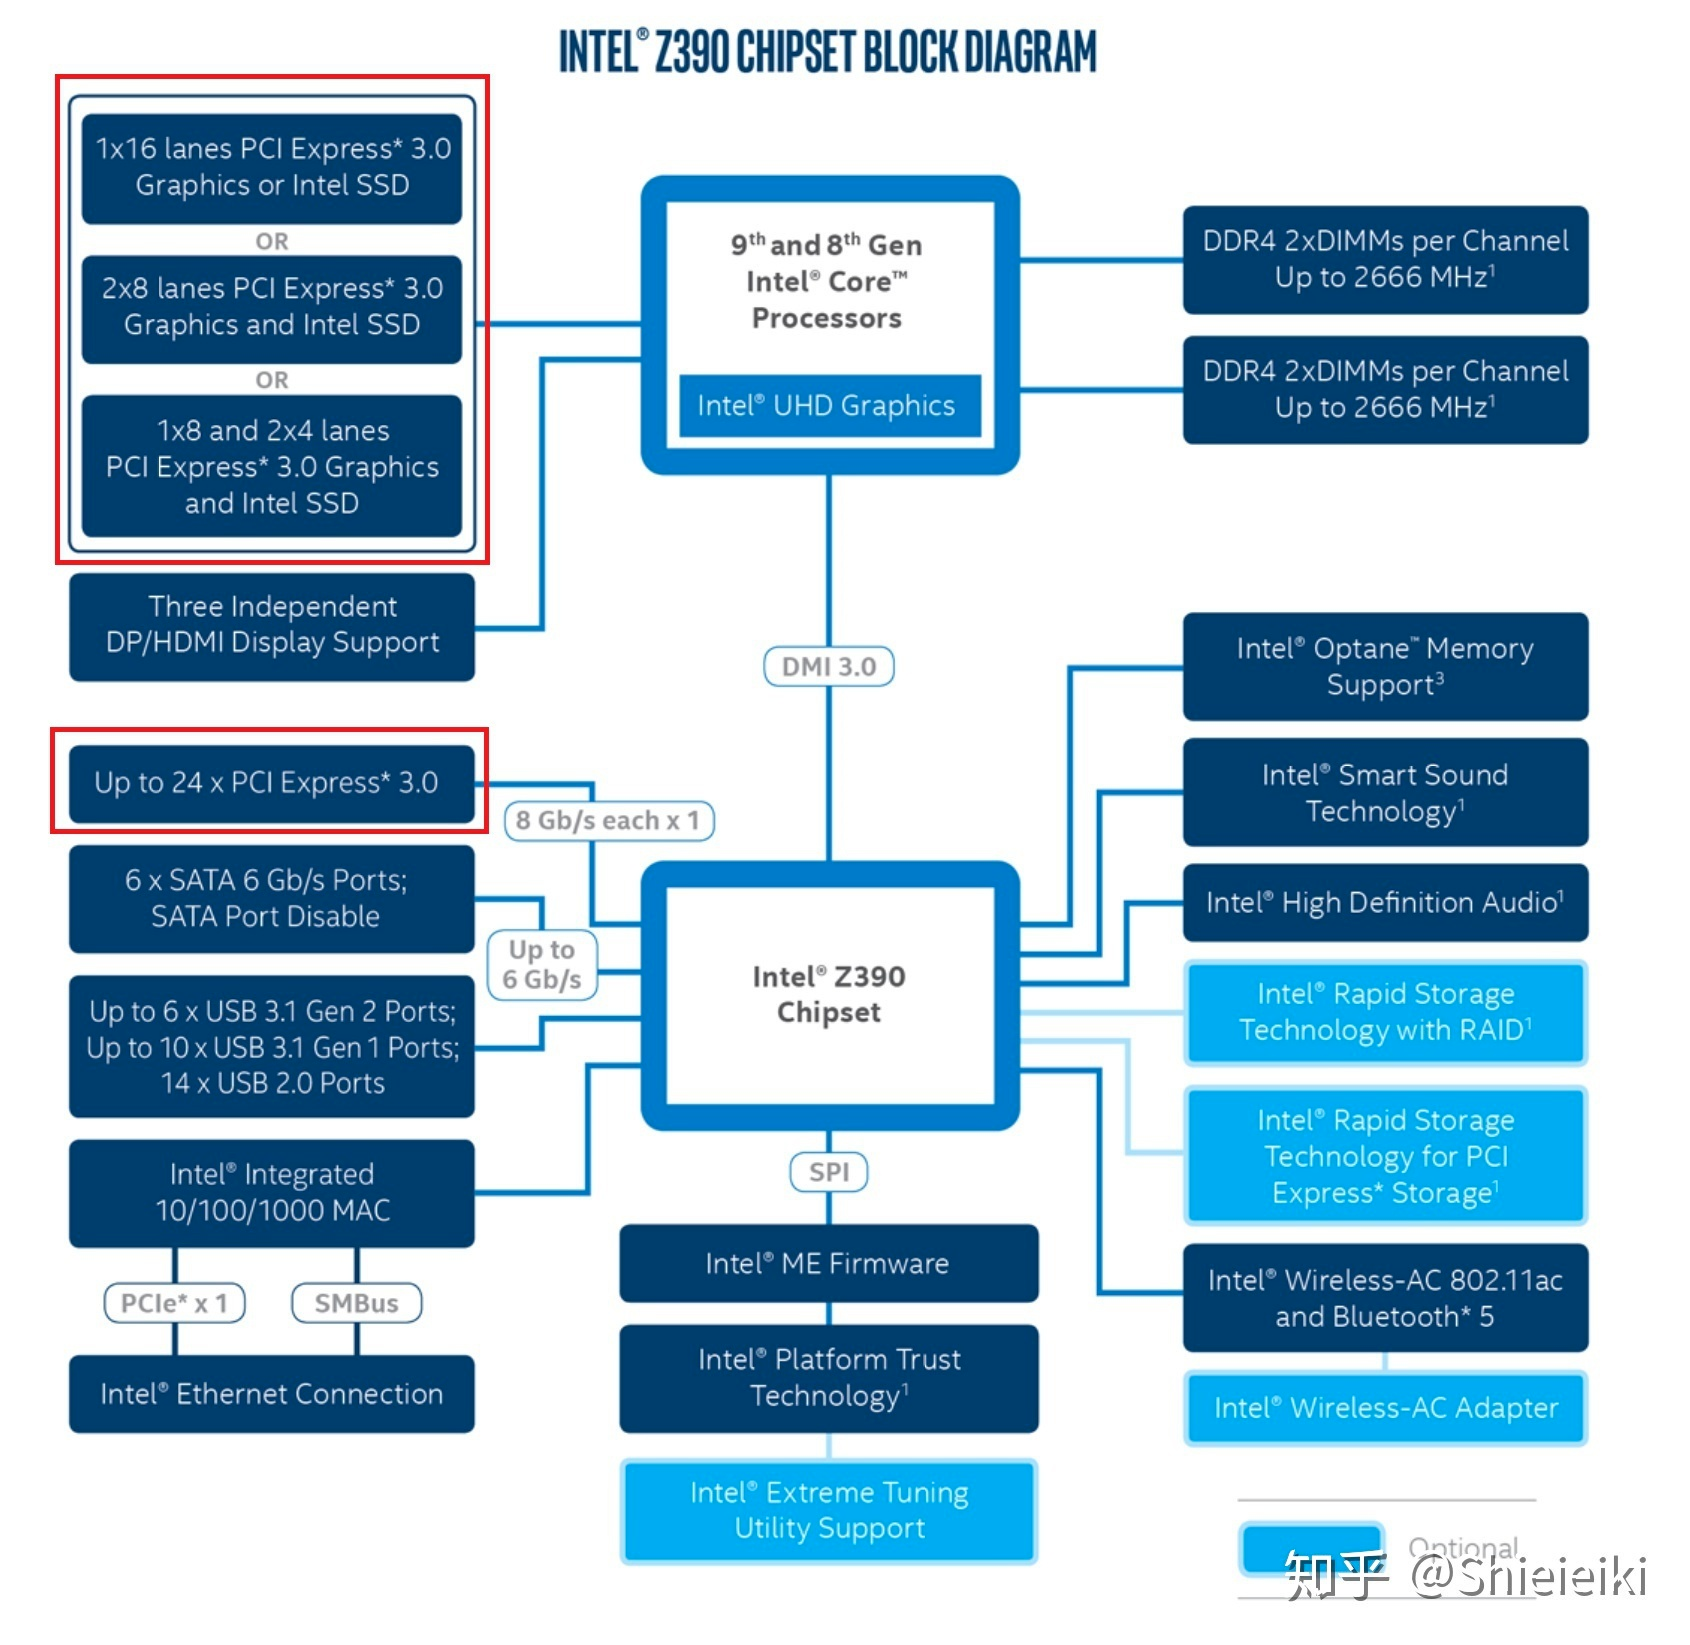 INTEL® Z390 CHIPSET BLOCK DIAGRAM
1x16 lanes PCI Express* 3.0
Graphics or Intel SSD
OR
2x8 lanes PCI Express* 3.0
Graphics and Intel SSD
OR
1x8 and 2x4 lanes
PCI Express* 3.0 Graphics
and Intel SSD
Three Independent
DP/HDMI Display Support
9th and 8th Gen
Intel® Core™
Processors
Intel® UHD Graphics
DDR4 2xDIMMs per Channel
Up to 2666 MHz¹
DDR4 2xDIMMs per Channel
Up to 2666 MHz¹
DMI 3.0
Up to 24 x PCI Express* 3.0
8 Gb/s each x 1
6 x SATA 6 Gb/s Ports;
SATA Port Disable
Up to
6 Gb/s
Up to 6 x USB 3.1 Gen 2 Ports;
Up to 10 x USB 3.1 Gen 1 Ports;
14 x USB 2.0 Ports
Intel® Integrated
10/100/1000 MAC
PCIe* x 1
SMBus
Intel® Ethernet Connection
Intel® Z390
Chipset
SPI
Intel® ME Firmware
Intel® Platform Trust
Technology¹
Intel® Extreme Tuning
Utility Support
Intel® Optane™ Memory
Support³
Intel® Smart Sound
Technology¹
Intel® High Definition Audio¹
Intel® Rapid Storage
Technology with RAID¹
Intel® Rapid Storage
Technology for PCI
Express* Storage¹
Intel® Wireless-AC 802.11ac
and Bluetooth* 5
Intel® Wireless-AC Adapter
Optional
知乎 @Shieieiki